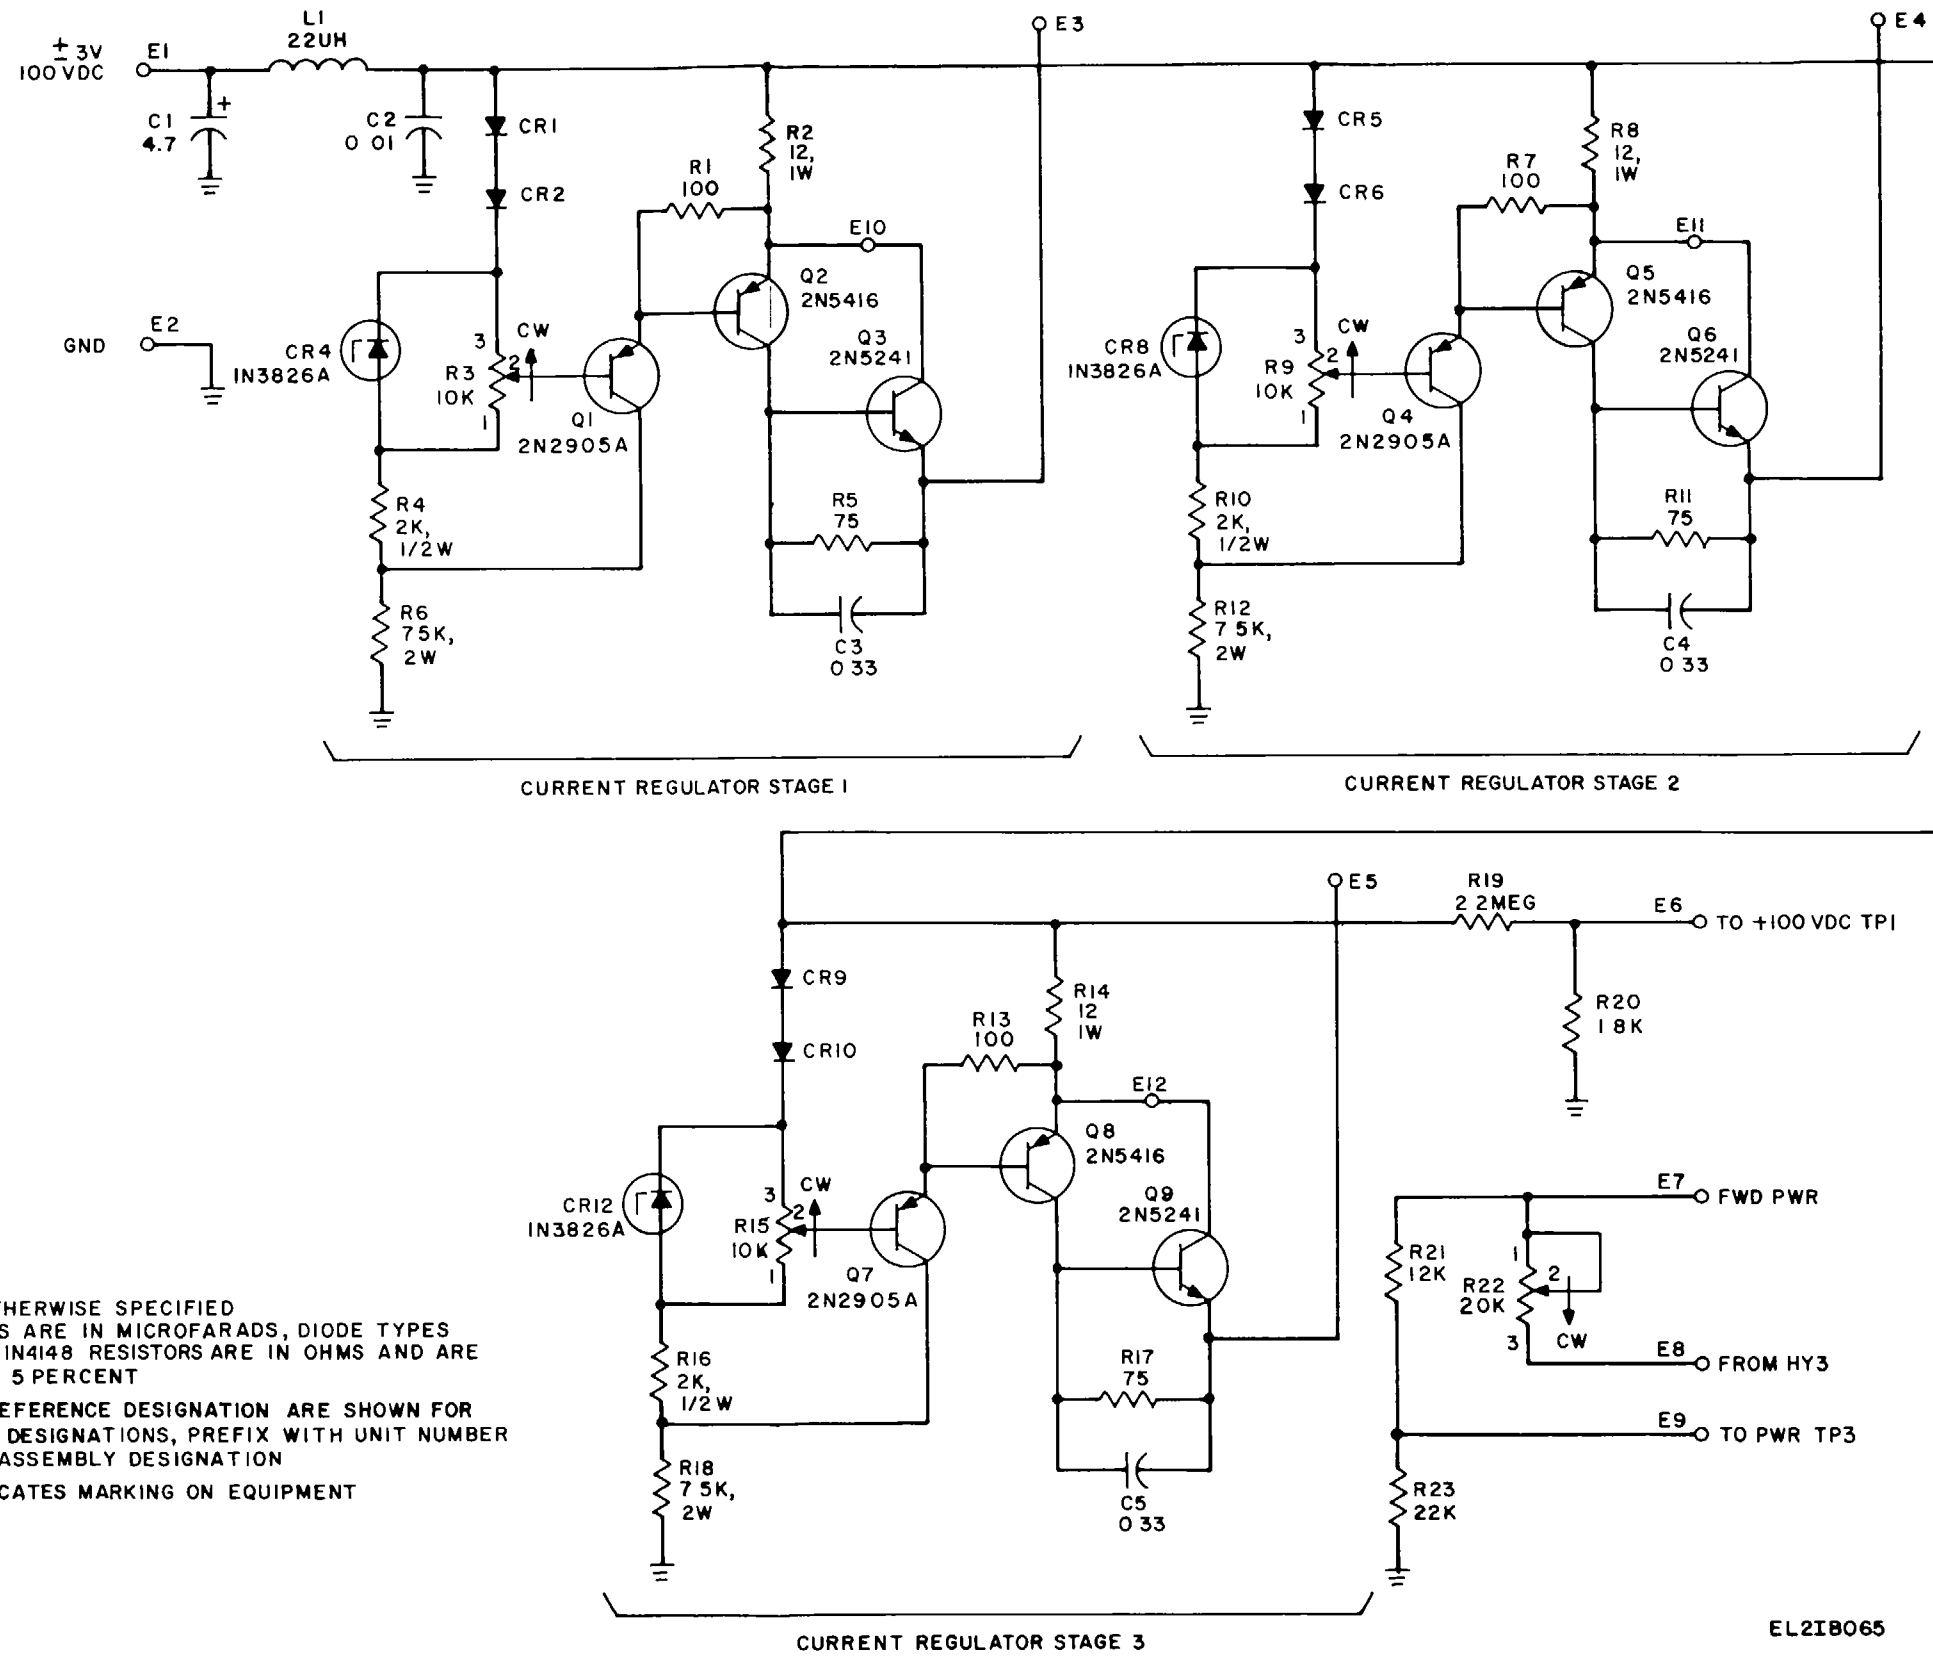 ± 3V
100 VDC
E1
L1
22UH
E3
E4
C1
4.7
+
C2
0 01
CR1
CR2
R1
100
R2
12,
1W
E10
Q2
2N5416
Q3
2N5241
GND
E2
CR4
1N3826A
3
CW
2
R3
10K
1
Q1
2N2905A
R4
2K,
1/2W
R5
75
R6
75K,
2W
C3
0 33
CURRENT REGULATOR STAGE 1
CR5
CR6
R7
100
R8
12,
1W
E11
Q5
2N5416
Q6
2N5241
CR8
1N3826A
3
CW
2
R9
10K
1
Q4
2N2905A
R10
2K,
1/2W
R11
75
R12
7 5K,
2W
C4
0 33
CURRENT REGULATOR STAGE 2
E5
R19
2 2MEG
E6
TO +100 VDC TP1
CR9
CR10
R13
100
R14
12
1W
R20
1 8K
E12
Q8
2N5416
Q9
2N5241
CR12
1N3826A
3
CW
2
R15
10K
1
Q7
2N2905A
E7
FWD PWR
R21
12K
1
2
R22
20K
3
CW
E8
FROM HY3
E9
TO PWR TP3
R16
2K,
1/2W
R17
75
R18
7 5K,
2W
C5
0 33
R23
22K
THERWISE SPECIFIED
S ARE IN MICROFARADS, DIODE TYPES
1N4148 RESISTORS ARE IN OHMS AND ARE
5 PERCENT
EFERENCE DESIGNATION ARE SHOWN FOR
DESIGNATIONS, PREFIX WITH UNIT NUMBER
ASSEMBLY DESIGNATION
CATES MARKING ON EQUIPMENT
CURRENT REGULATOR STAGE 3
EL2IB065